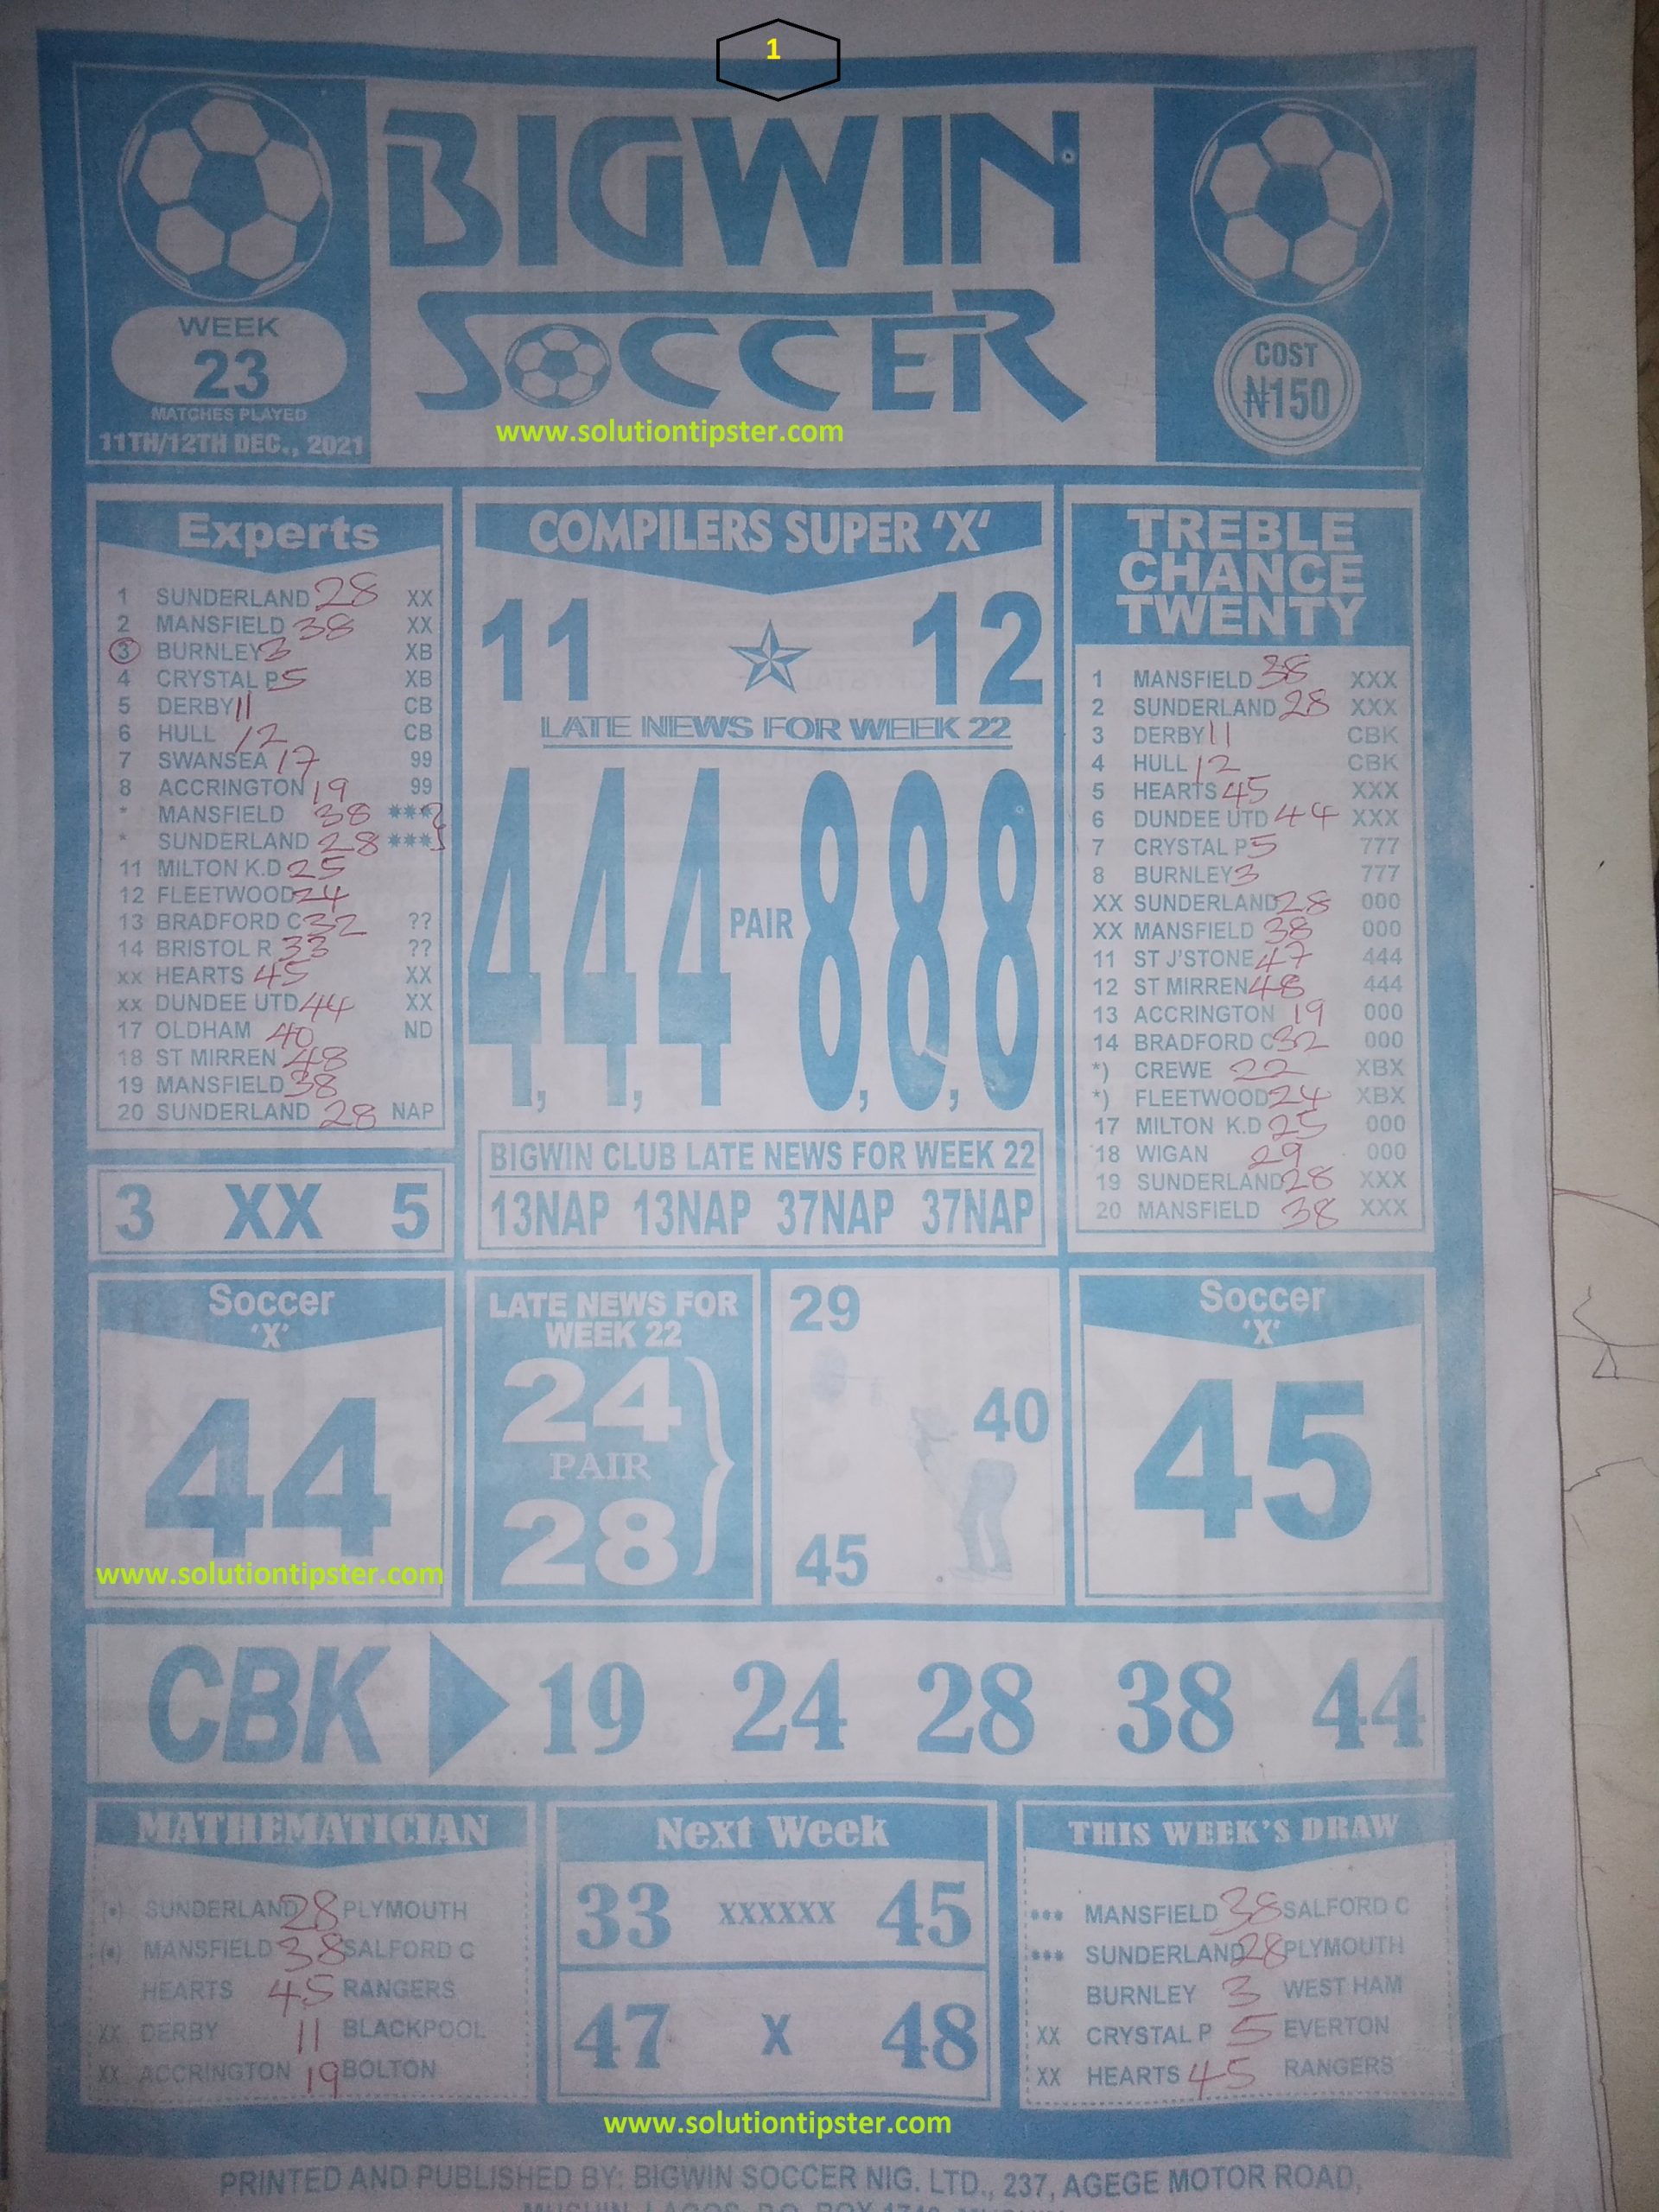 1
BIGWIN
SOCCER
WEEK
23
MATCHES PLAYED
11TH/12TH DEC., 2021
www.solutiontipster.com
COST
₦150
Experts
1 SUNDERLAND 28 XX
2 MANSFIELD 38 XX
3 BURNLEY 3 XB
4 CRYSTAL P 5 XB
5 DERBY 11 CB
6 HULL 12 CB
7 SWANSEA 17 99
8 ACCRINGTON 19 99
* MANSFIELD 38 ***
* SUNDERLAND 28 ***
11 MILTON K.D 25
12 FLEETWOOD 24
13 BRADFORD C 32 ??
14 BRISTOL R 33 ??
xx HEARTS 45 XX
xx DUNDEE UTD 44 XX
17 OLDHAM 40 ND
18 ST MIRREN 48
19 MANSFIELD 38
20 SUNDERLAND 28 NAP
3 XX 5
COMPILERS SUPER 'X'
11 12
LATE NEWS FOR WEEK 22
4,4,4 PAIR 8,8,8
BIGWIN CLUB LATE NEWS FOR WEEK 22
13NAP 13NAP 37NAP 37NAP
TREBLE
CHANCE
TWENTY
1 MANSFIELD 38 XXX
2 SUNDERLAND 28 XXX
3 DERBY 11 CBK
4 HULL 12 CBK
5 HEARTS 45 XXX
6 DUNDEE UTD 44 XXX
7 CRYSTAL P 5 777
8 BURNLEY 3 777
XX SUNDERLAND 28 000
XX MANSFIELD 38 000
11 ST J'STONE 47 444
12 ST MIRREN 48 444
13 ACCRINGTON 19 000
14 BRADFORD C 32 000
*) CREWE 22 XBX
*) FLEETWOOD 24 XBX
17 MILTON K.D 25 000
18 WIGAN 29 000
19 SUNDERLAND 28 XXX
20 MANSFIELD 38 XXX
Soccer
'X'
44
www.solutiontipster.com
LATE NEWS FOR
WEEK 22
24
PAIR
28
29
40
45
Soccer
'X'
45
CBK 19 24 28 38 44
MATHEMATICIAN
(•) SUNDERLAND 28 PLYMOUTH
(•) MANSFIELD 38 SALFORD C
HEARTS 45 RANGERS
XX DERBY 11 BLACKPOOL
XX ACCRINGTON 19 BOLTON
Next Week
33 XXXXXX 45
47 X 48
THIS WEEK'S DRAW
••• MANSFIELD 38 SALFORD C
••• SUNDERLAND 28 PLYMOUTH
BURNLEY 3 WEST HAM
XX CRYSTAL P 5 EVERTON
XX HEARTS 45 RANGERS
www.solutiontipster.com
PRINTED AND PUBLISHED BY: BIGWIN SOCCER NIG. LTD., 237, AGEGE MOTOR ROAD,